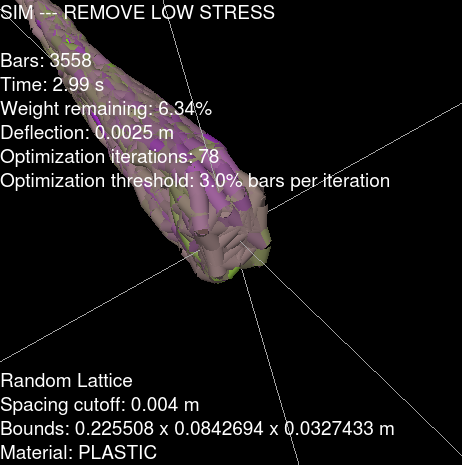 SIM --- REMOVE LOW STRESS
Bars: 3558
Time: 2.99 s
Weight remaining: 6.34%
Deflection: 0.0025 m
Optimization iterations: 78
Optimization threshold: 3.0% bars per iteration
Random Lattice
Spacing cutoff: 0.004 m
Bounds: 0.225508 x 0.0842694 x 0.0327433 m
Material: PLASTIC